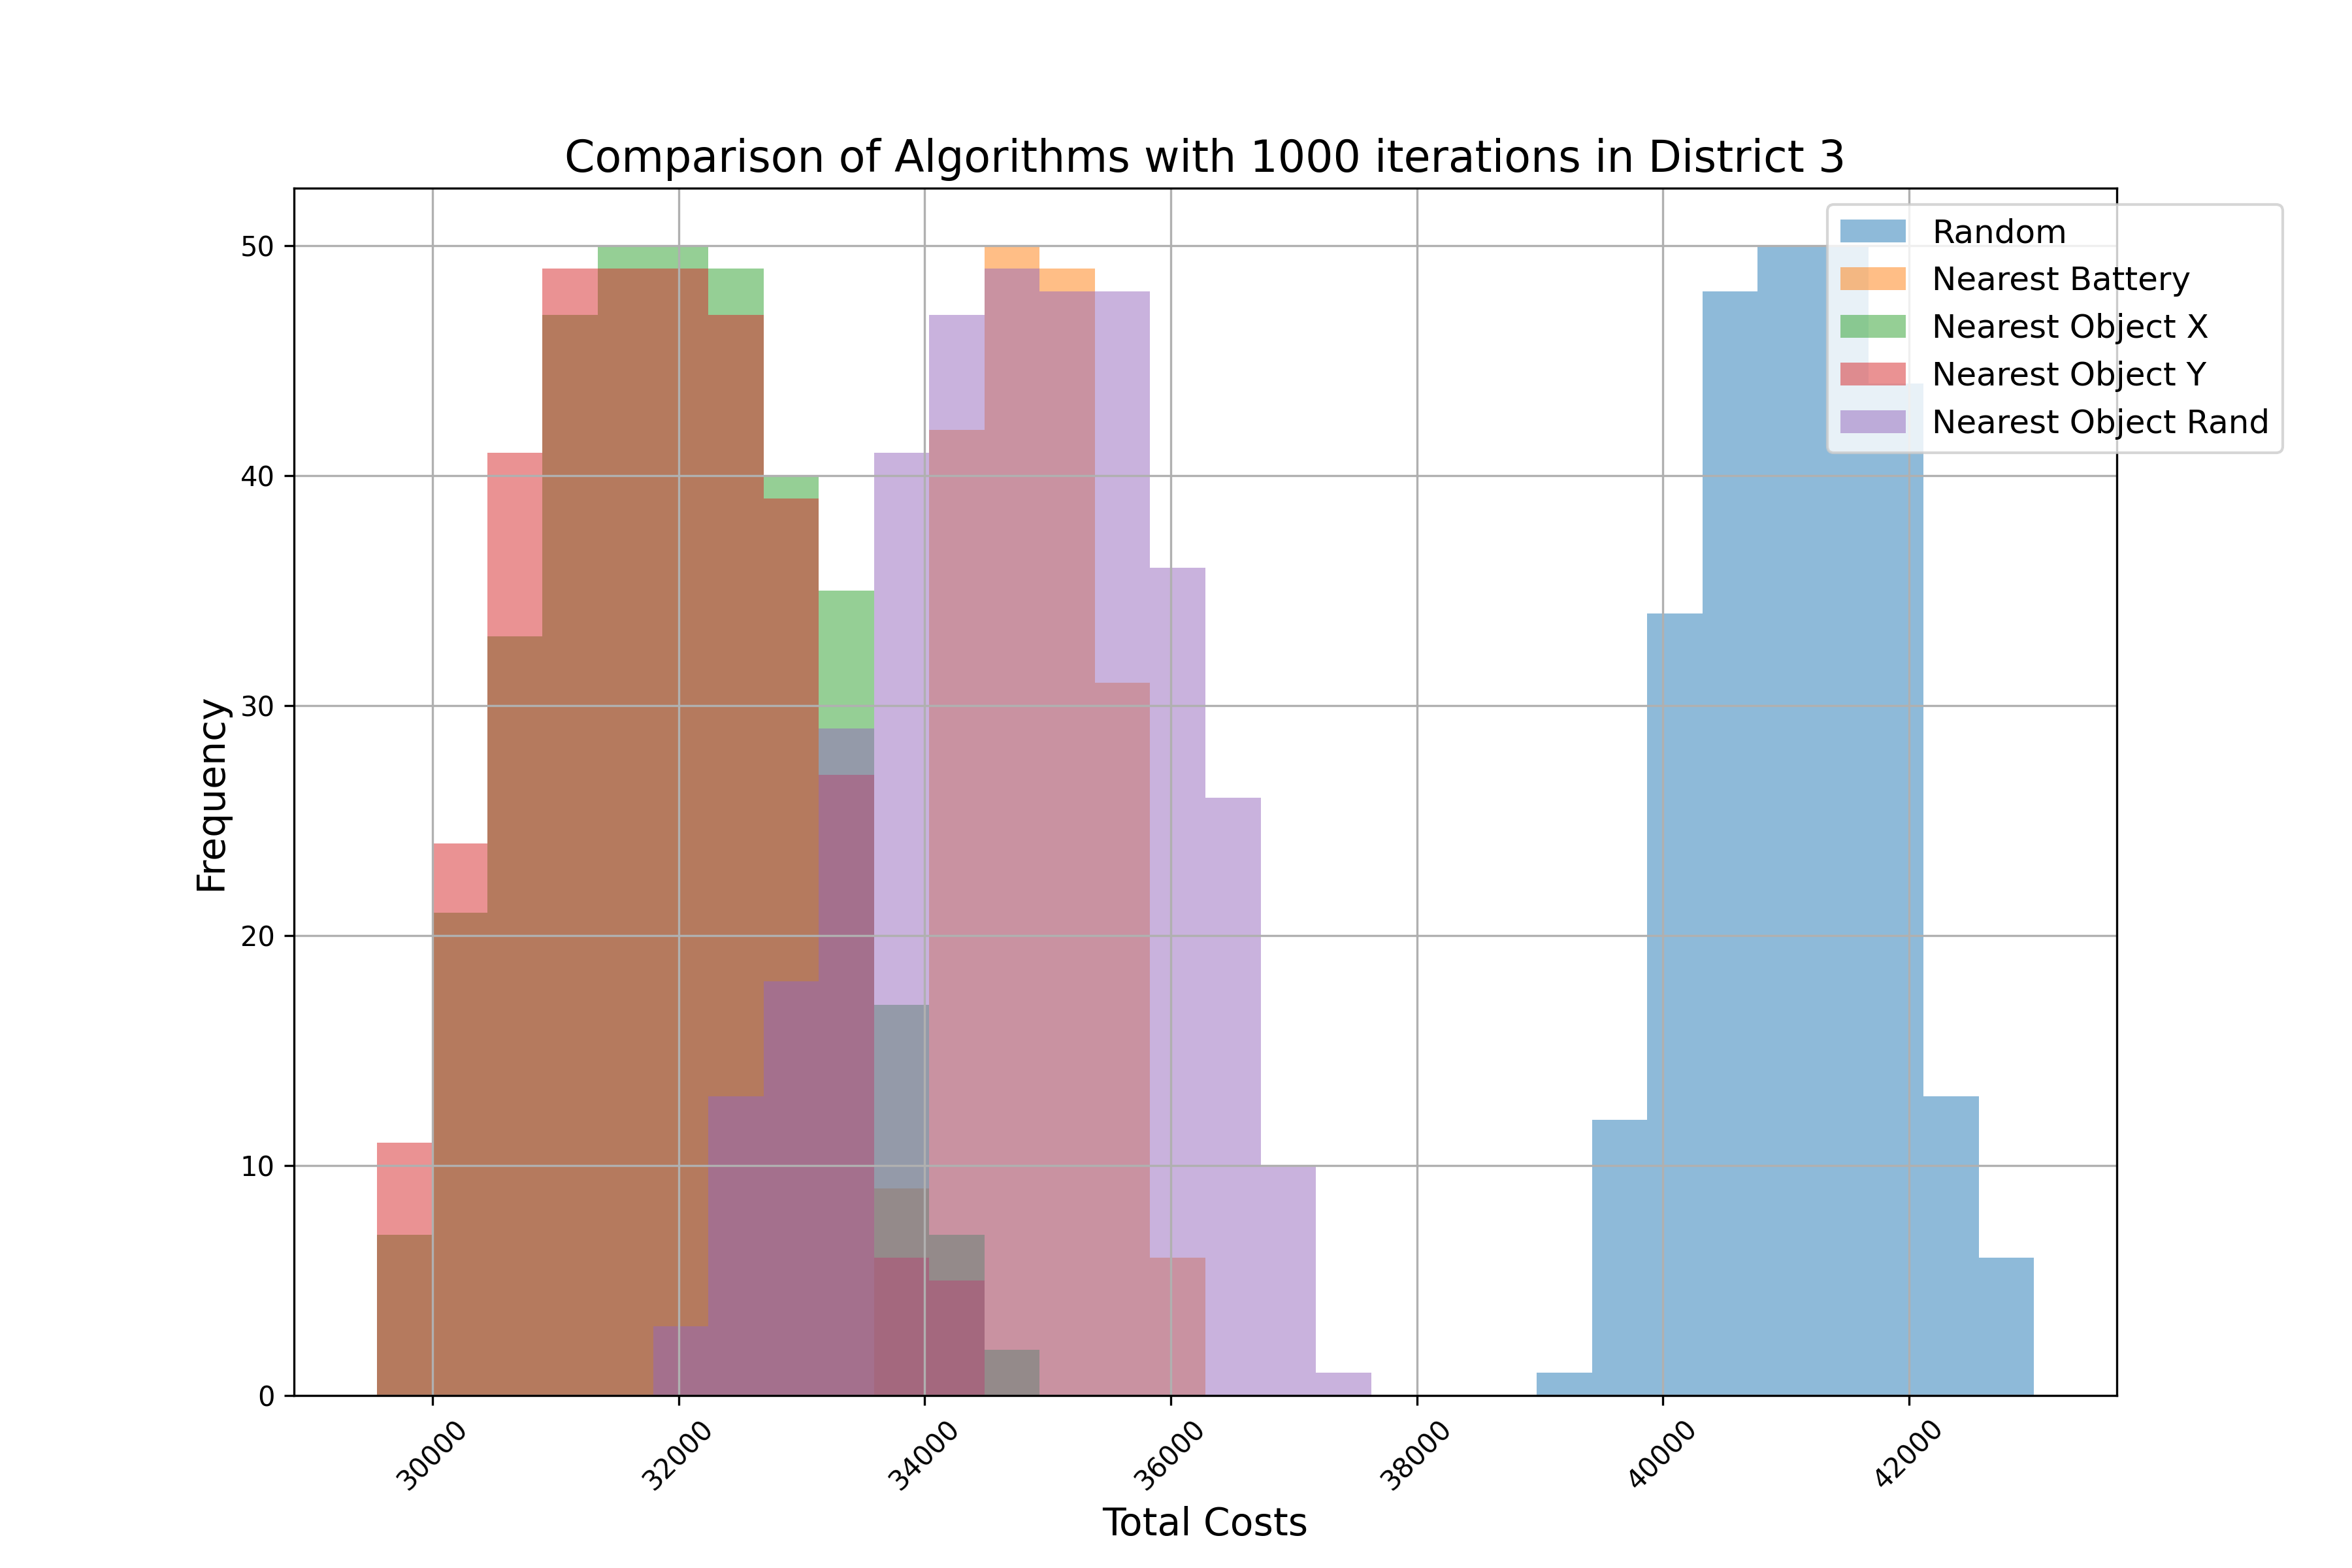 Comparison of Algorithms with 1000 iterations in District 3
Random
Nearest Battery
Nearest Object X
Nearest Object Y
Nearest Object Rand
50
40
30
20
10
0
Frequency
30000
32000
34000
36000
38000
40000
42000
Total Costs